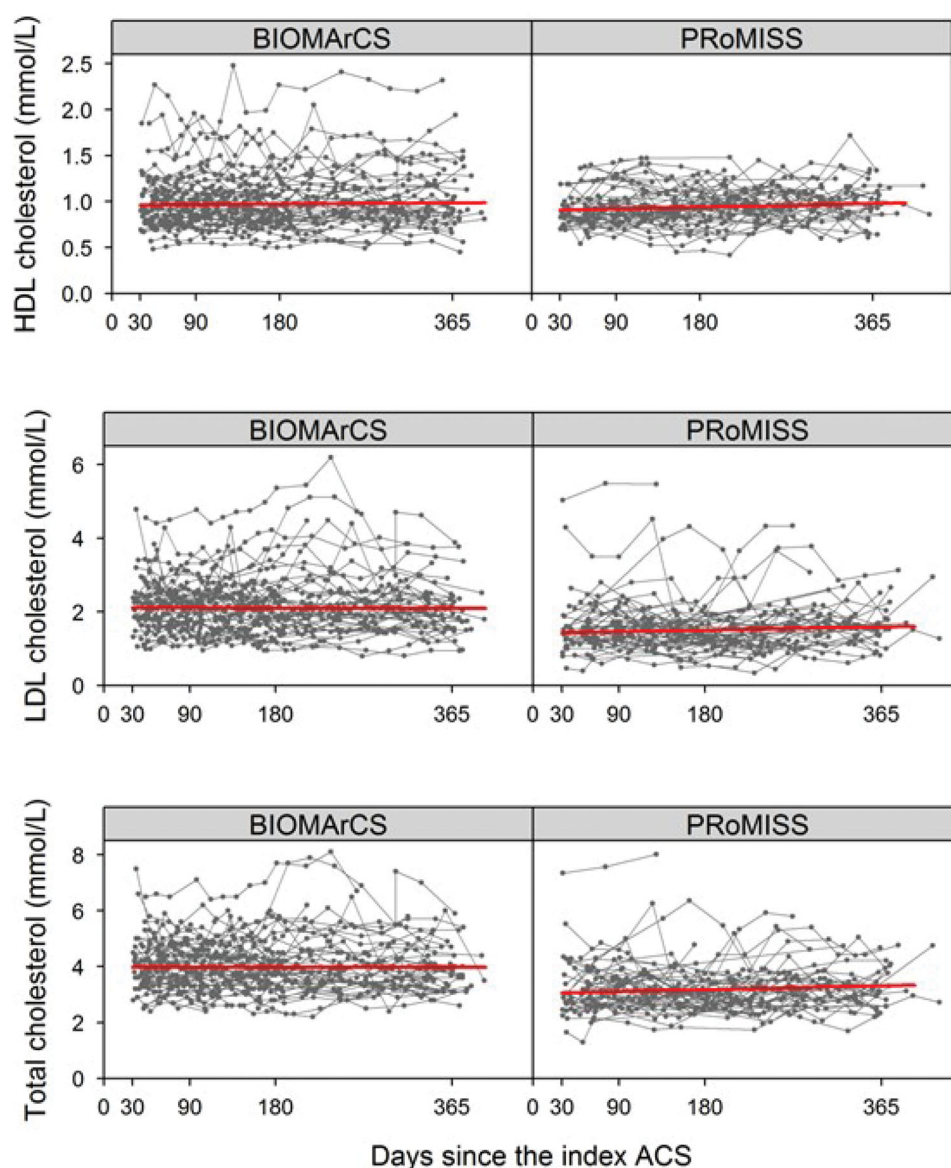 BIOMArCS PRoMISS
HDL cholesterol (mmol/L)
2.5
2.0
1.5
1.0
0.5
0.0
0 30 90 180 365 0 30 90 180 365
BIOMArCS PRoMISS
LDL cholesterol (mmol/L)
6
4
2
0
0 30 90 180 365 0 30 90 180 365
BIOMArCS PRoMISS
Total cholesterol (mmol/L)
8
6
4
2
0
0 30 90 180 365 0 30 90 180 365
Days since the index ACS